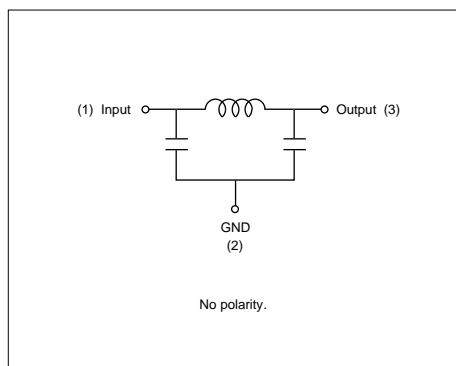 (1) Input
Output (3)
GND
(2)
No polarity.